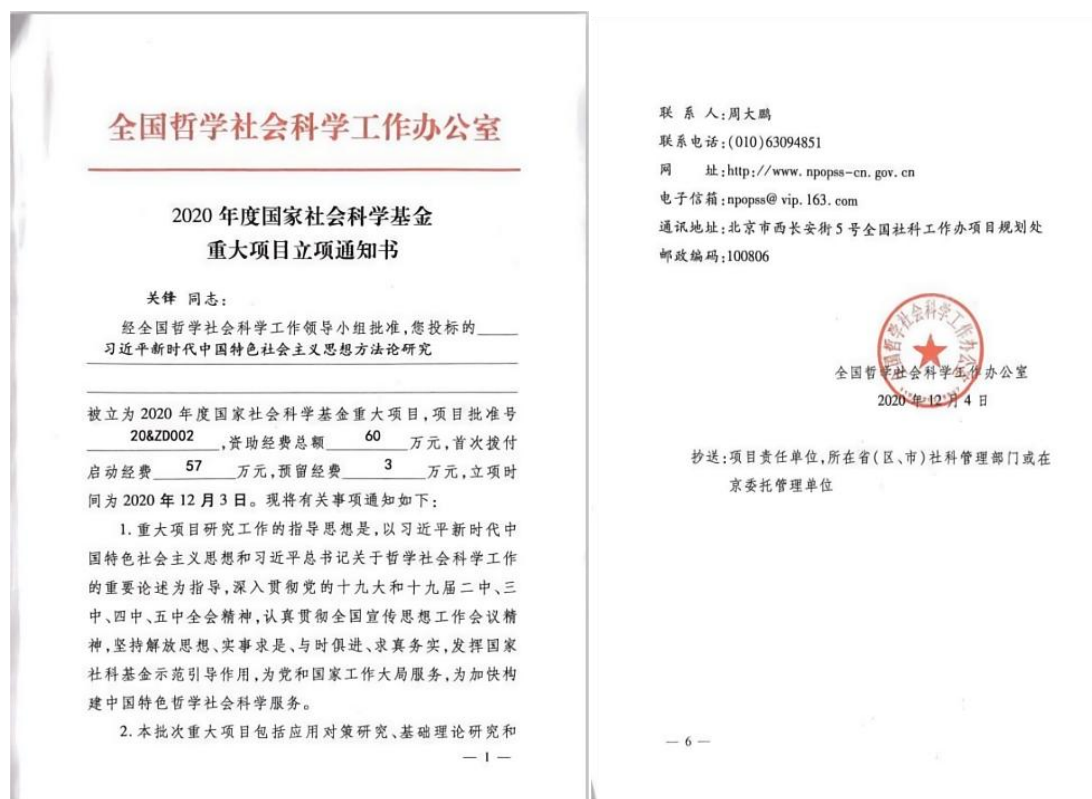 全国哲学社会科学工作办公室
2020 年度国家社会科学基金
重大项目立项通知书
关锋 同志:
经全国哲学社会科学工作领导小组批准,您投标的
习近平新时代中国特色社会主义思想方法论研究
被立为 2020 年度国家社会科学基金重大项目,项目批准号
20&ZD002 ,资助经费总额 60 万元,首次拨付
启动经费 57 万元,预留经费 3 万元,立项时
间为 2020 年 12 月 3 日。现将有关事项通知如下:
1. 重大项目研究工作的指导思想是,以习近平新时代中
国特色社会主义思想和习近平总书记关于哲学社会科学工作
的重要论述为指导,深入贯彻党的十九大和十九届二中、三
中、四中、五中全会精神,认真贯彻全国宣传思想工作会议精
神,坚持解放思想、实事求是、与时俱进、求真务实,发挥国家
社科基金示范引导作用,为党和国家工作大局服务,为加快构
建中国特色哲学社会科学服务。
2. 本批次重大项目包括应用对策研究、基础理论研究和
— 1 —
联 系 人:周大鹏
联系电话:(010)63094851
网 址:http://www. npopss-cn. gov. cn
电子信箱:npopss@ vip. 163. com
通讯地址:北京市西长安街 5 号全国社科工作办项目规划处
邮政编码:100806
全国哲学社会科学工作办公室
全国哲学社会科学工作办公室
2020 年 12 月 4 日
抄送:项目责任单位,所在省(区、市)社科管理部门或在
京委托管理单位
— 6 —